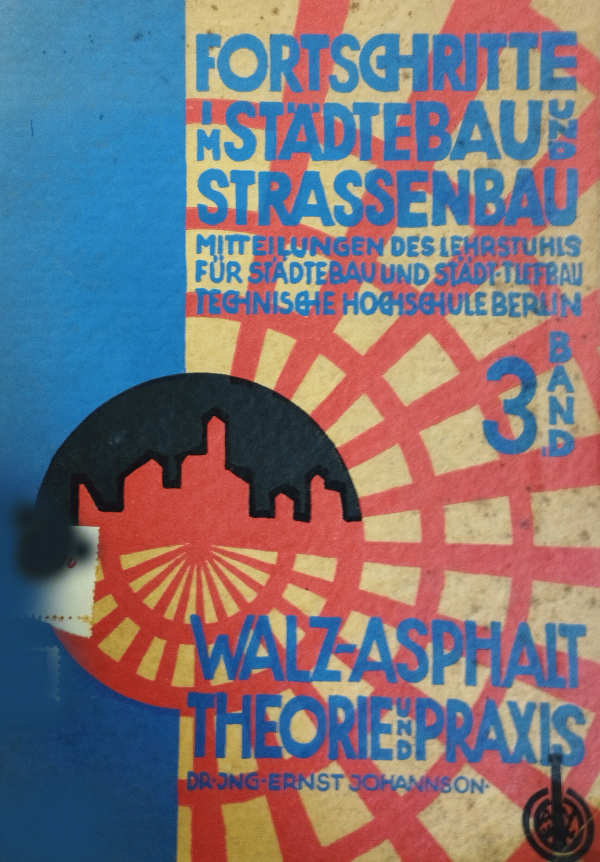 FORTSCHRITTE
IM STÄDTEBAU UND
STRASSENBAU
MITTEILUNGEN DES LEHRSTUHLS
FÜR STÄDTEBAU UND STÄDT·TIEFBAU
TECHNISCHE HOCHSCHULE BERLIN
3 BAND
WALZ-ASPHALT
THEORIE UND PRAXIS
DR·JNG·ERNST JOHANNSON·